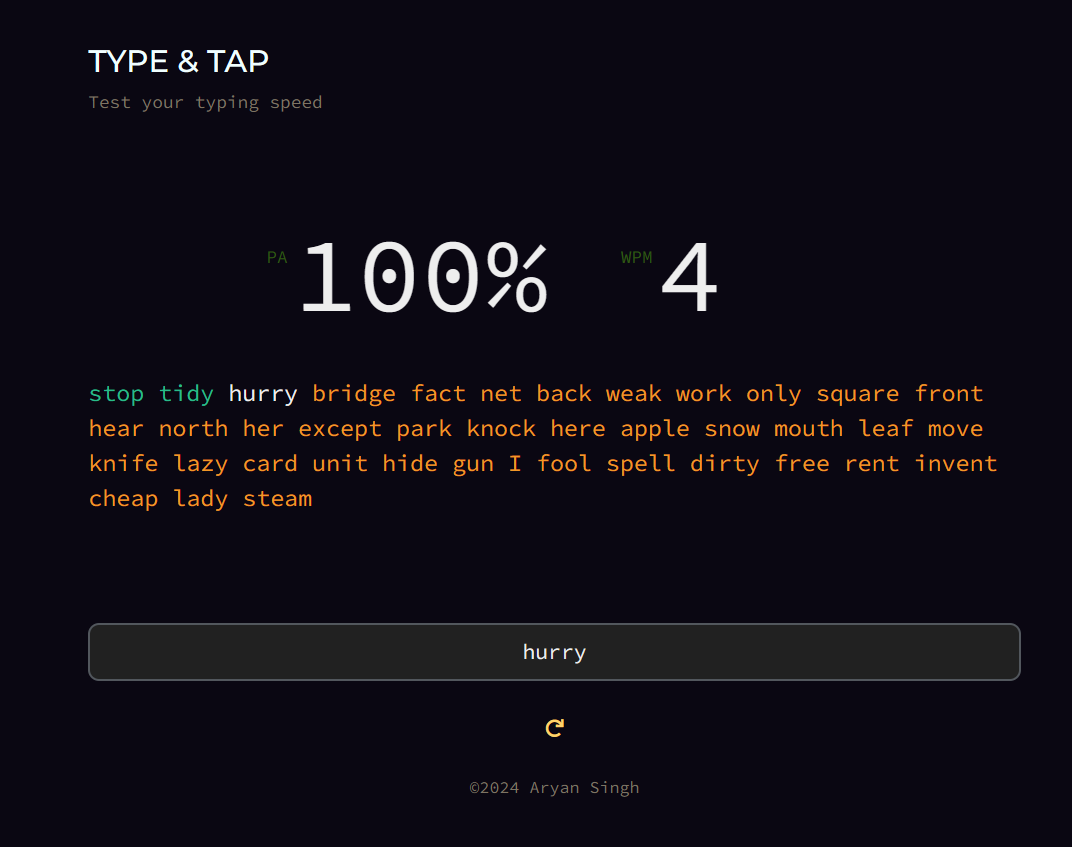 TYPE & TAP
Test your typing speed
PA 100% WPM 4
stop tidy hurry bridge fact net back weak work only square front
hear north her except park knock here apple snow mouth leaf move
knife lazy card unit hide gun I fool spell dirty free rent invent
cheap lady steam
hurry
©2024 Aryan Singh